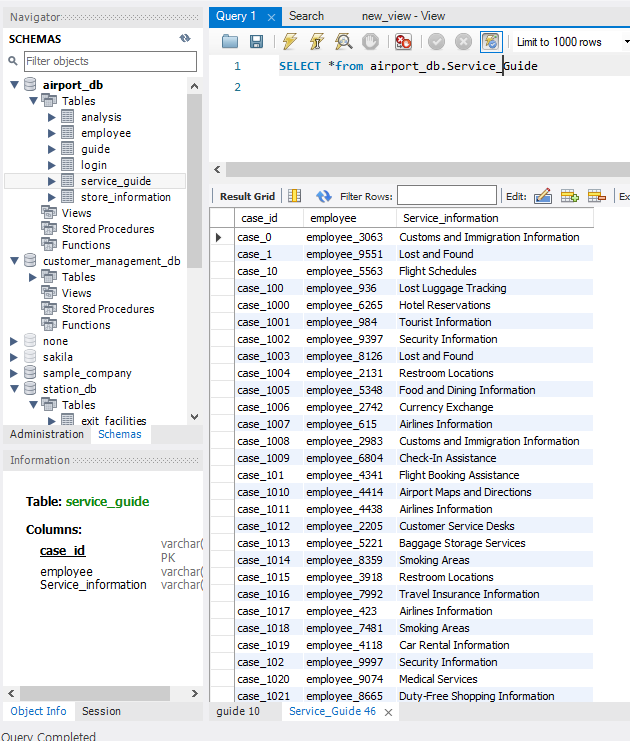 Navigator
SCHEMAS
Filter objects
airport_db
Tables
analysis
employee
guide
login
service_guide
store_information
Views
Stored Procedures
Functions
customer_management_db
Tables
Views
Stored Procedures
Functions
none
sakila
sample_company
station_db
Tables
exit_facilities
Administration Schemas
Information
Table: service_guide
Columns:
case_id varchar(
PK
employee varchar(
Service_information varchar(
Object Info Session
Query Completed
Query 1 Search new_view - View
Limit to 1000 rows
1 SELECT *from airport_db.Service_Guide
2
Result Grid Filter Rows: Edit: Ex
case_id employee Service_information
case_0 employee_3063 Customs and Immigration Information
case_1 employee_9551 Lost and Found
case_10 employee_5563 Flight Schedules
case_100 employee_936 Lost Luggage Tracking
case_1000 employee_6265 Hotel Reservations
case_1001 employee_984 Tourist Information
case_1002 employee_9397 Security Information
case_1003 employee_8126 Lost and Found
case_1004 employee_2131 Restroom Locations
case_1005 employee_5348 Food and Dining Information
case_1006 employee_2742 Currency Exchange
case_1007 employee_615 Airlines Information
case_1008 employee_2983 Customs and Immigration Information
case_1009 employee_6804 Check-In Assistance
case_101 employee_4341 Flight Booking Assistance
case_1010 employee_4414 Airport Maps and Directions
case_1011 employee_4438 Airlines Information
case_1012 employee_2205 Customer Service Desks
case_1013 employee_5221 Baggage Storage Services
case_1014 employee_8359 Smoking Areas
case_1015 employee_3918 Restroom Locations
case_1016 employee_7992 Travel Insurance Information
case_1017 employee_423 Airlines Information
case_1018 employee_7481 Smoking Areas
case_1019 employee_4118 Car Rental Information
case_102 employee_9997 Security Information
case_1020 employee_9074 Medical Services
case_1021 employee_8665 Duty-Free Shopping Information
guide 10 Service_Guide 46